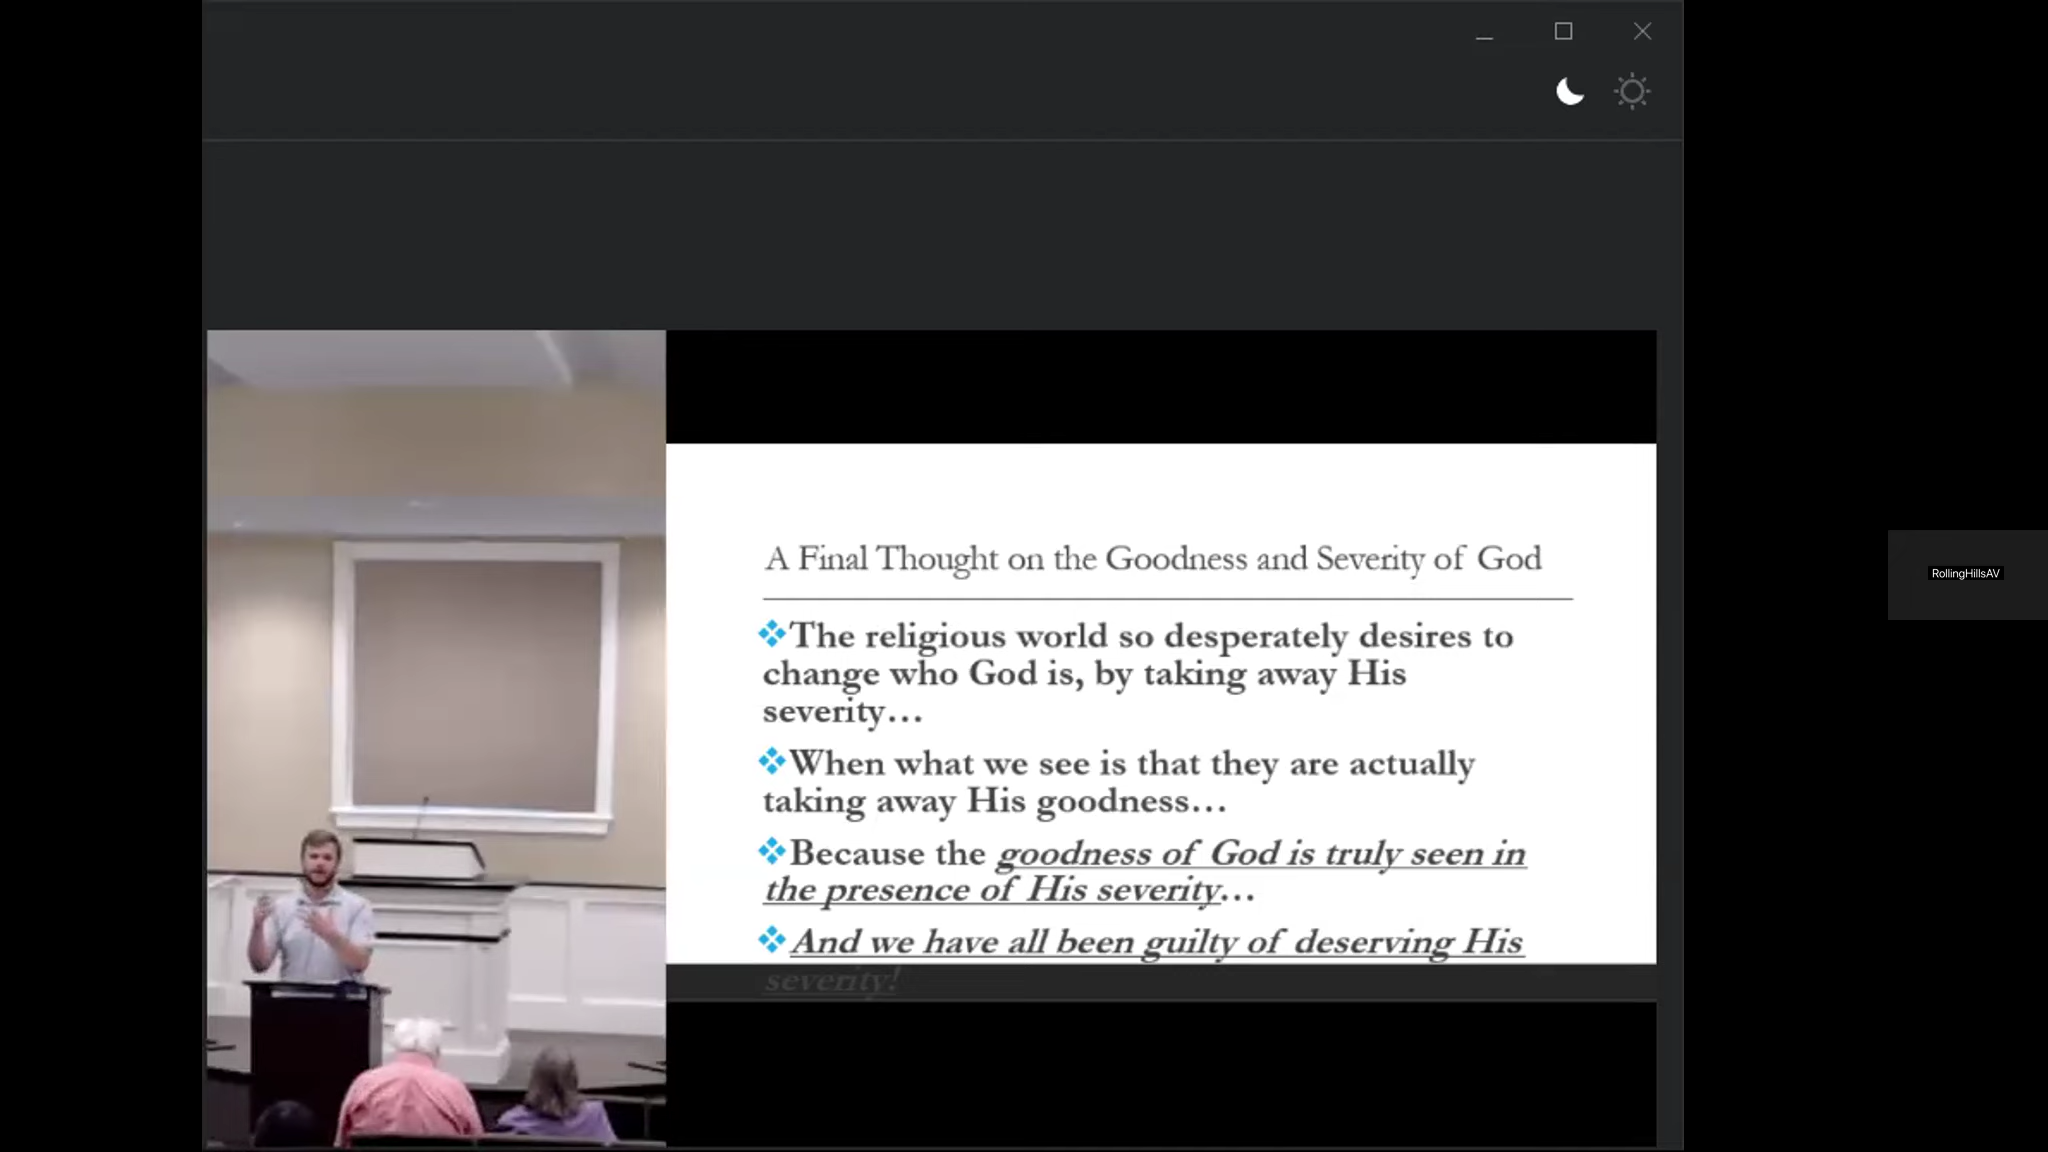 A Final Thought on the Goodness and Severity of God
❖The religious world so desperately desires to
change who God is, by taking away His
severity…
❖When what we see is that they are actually
taking away His goodness…
❖Because the goodness of God is truly seen in
the presence of His severity…
❖And we have all been guilty of deserving His
severity!
RollingHillsAV